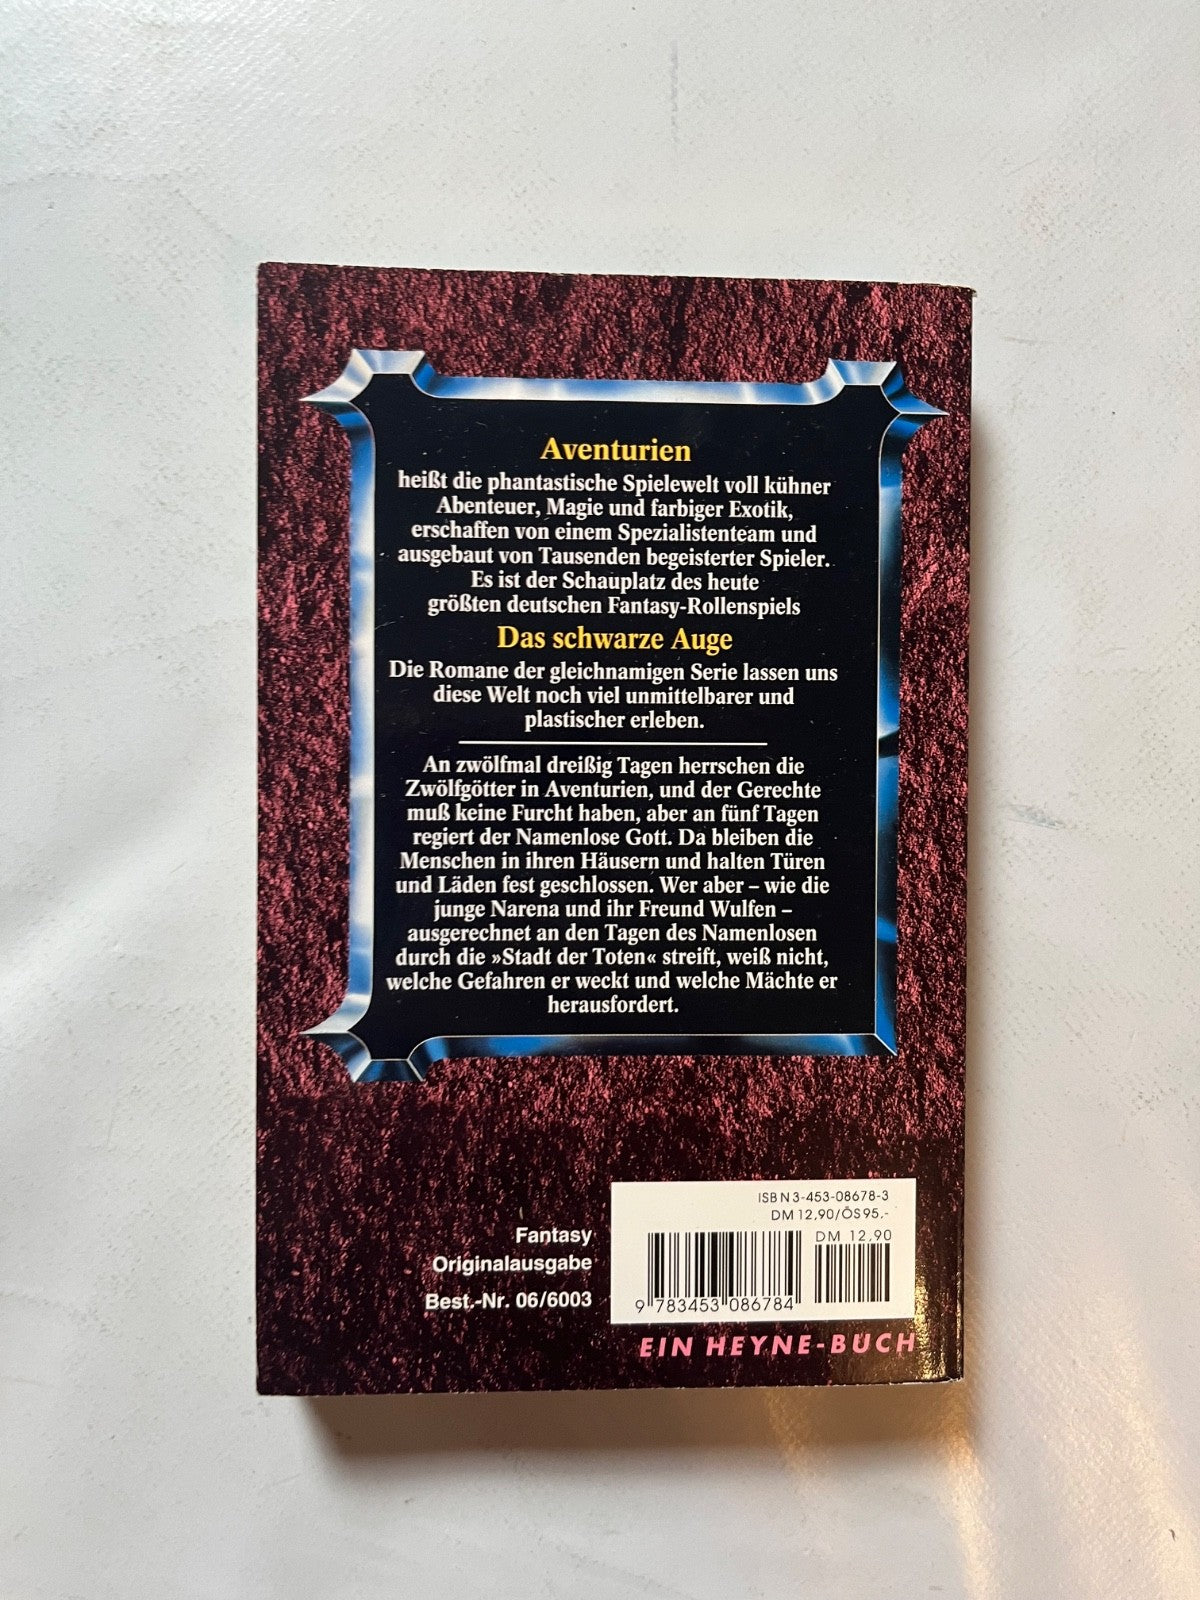 Aventurien
heißt die phantastische Spielewelt voll kühner
Abenteuer, Magie und farbiger Exotik,
erschaffen von einem Spezialistenteam und
ausgebaut von Tausenden begeisterter Spieler.
Es ist der Schauplatz des heute
größten deutschen Fantasy-Rollenspiels
Das schwarze Auge
Die Romane der gleichnamigen Serie lassen uns
diese Welt noch viel unmittelbarer und
plastischer erleben.
An zwölfmal dreißig Tagen herrschen die
Zwölfgötter in Aventurien, und der Gerechte
muß keine Furcht haben, aber an fünf Tagen
regiert der Namenlose Gott. Da bleiben die
Menschen in ihren Häusern und halten Türen
und Läden fest geschlossen. Wer aber – wie die
junge Narena und ihr Freund Wulfen –
ausgerechnet an den Tagen des Namenlosen
durch die »Stadt der Toten« streift, weiß nicht,
welche Gefahren er weckt und welche Mächte er
herausfordert.
ISBN 3-453-08678-3
DM 12,90/ÖS 95,-
DM 12,90
9 783453 086784
Fantasy
Originalausgabe
Best.-Nr. 06/6003
EIN HEYNE-BUCH